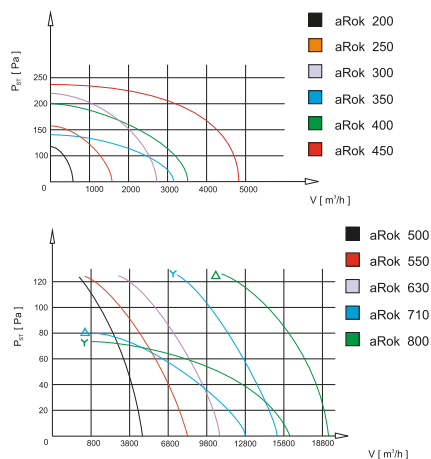 aRok 200
aRok 250
aRok 300
aRok 350
aRok 400
aRok 450
P_ST [ Pa ]
250
200
150
100
0
1000
2000
3000
4000
5000
V [ m³/h ]
aRok 500
aRok 550
aRok 630
aRok 710
aRok 800
P_ST [ Pa ]
120
100
80
60
40
20
0
800
3800
6800
9800
12800
15800
18800
V [ m³/h ]
Y
Y